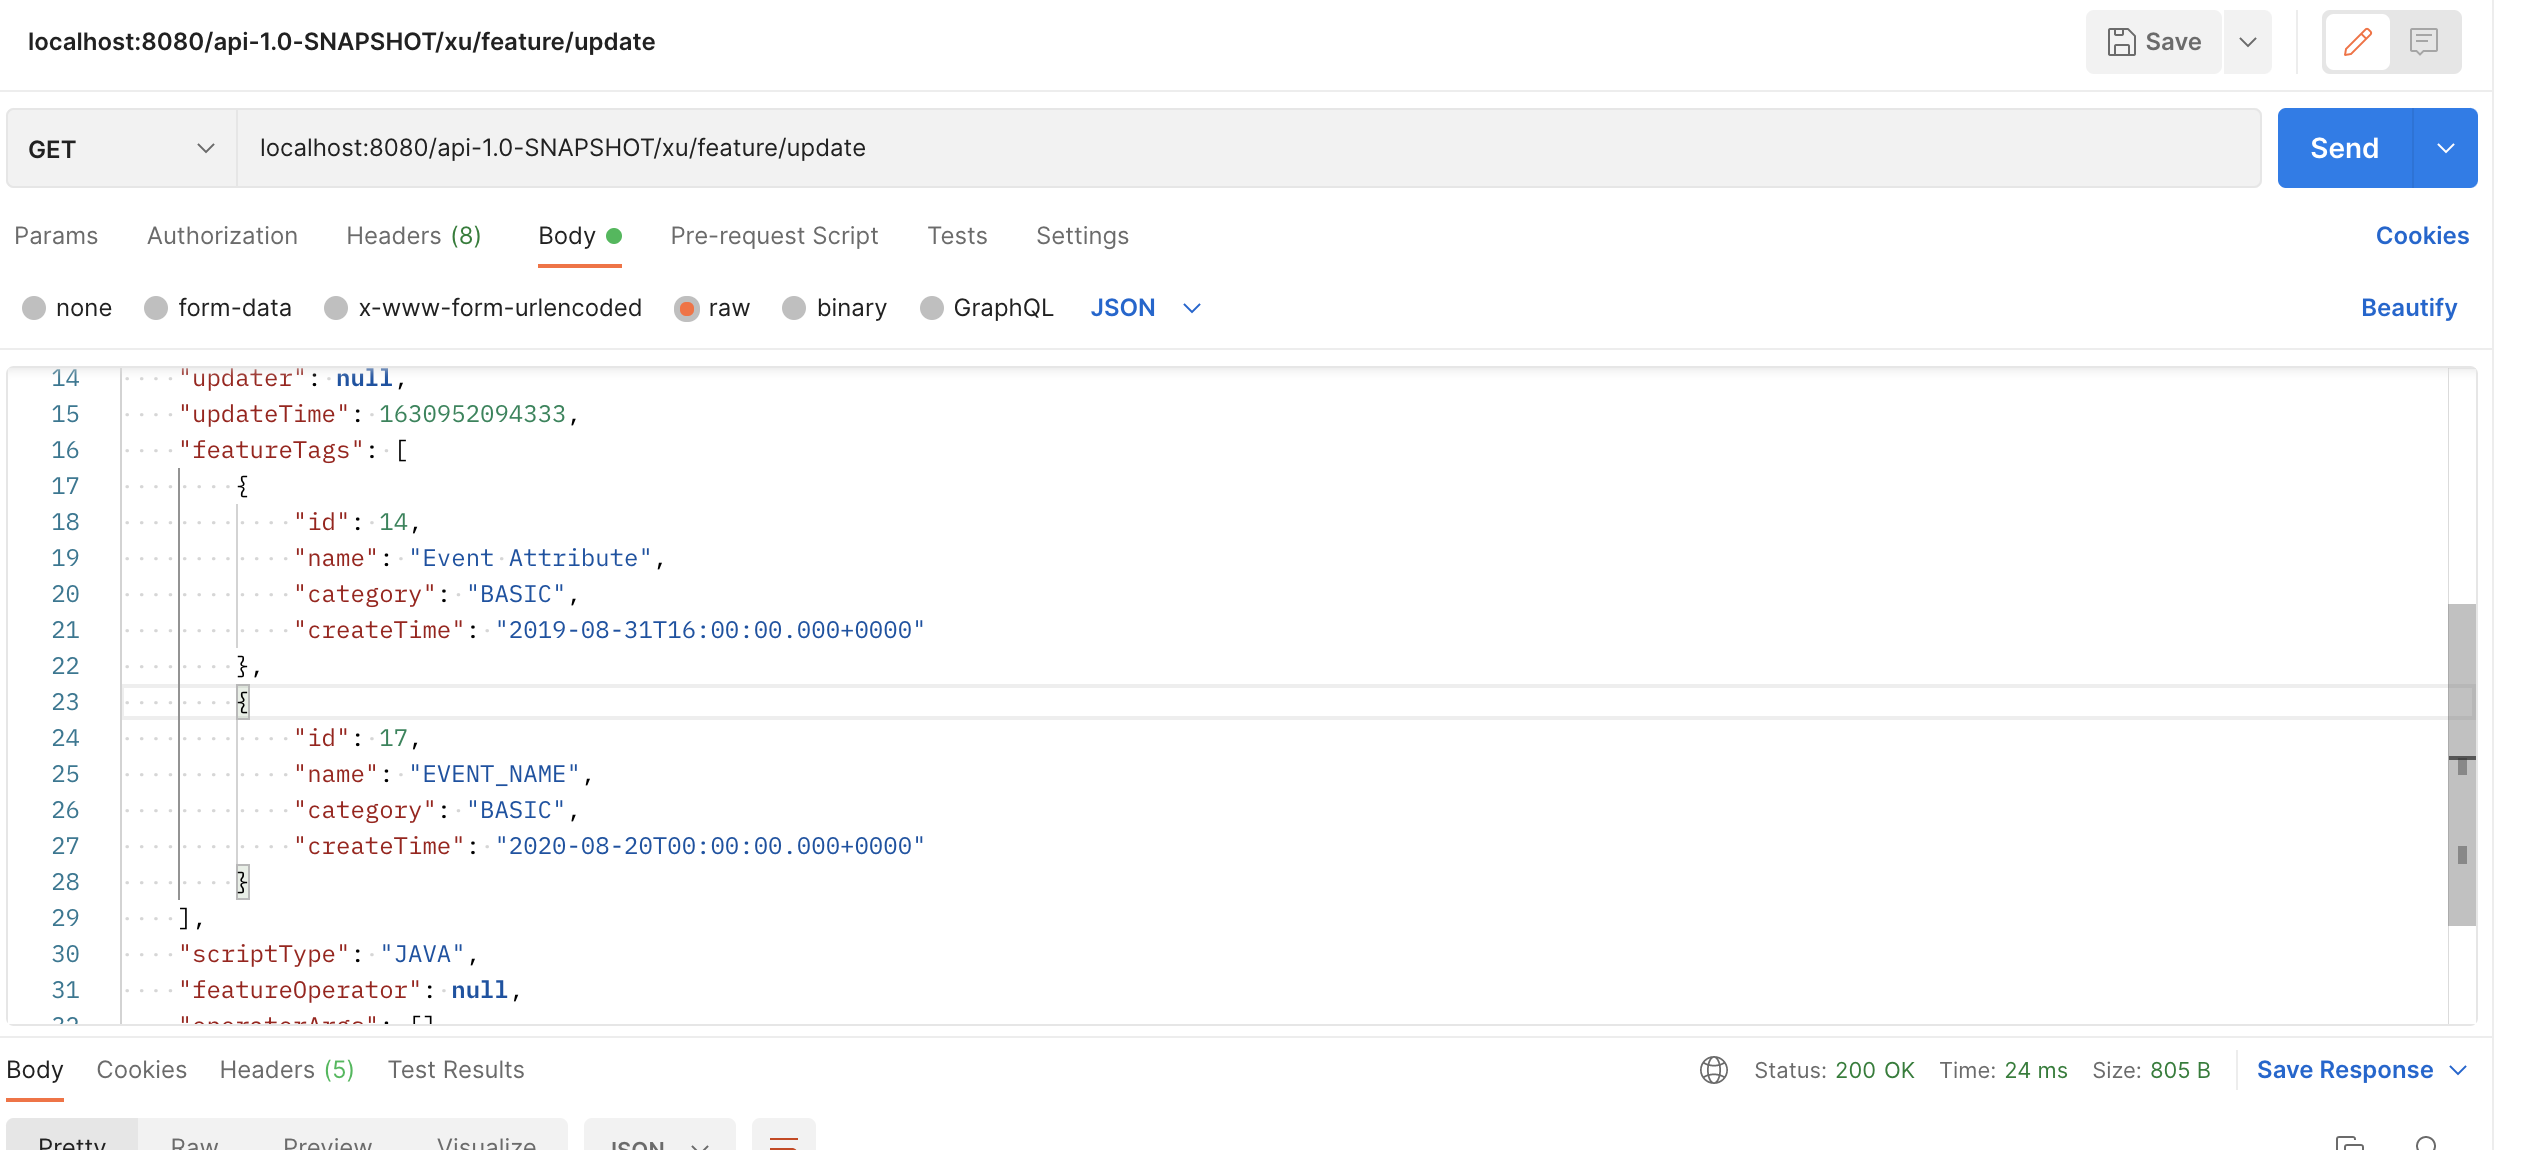 localhost:8080/api-1.0-SNAPSHOT/xu/feature/update Save
GET localhost:8080/api-1.0-SNAPSHOT/xu/feature/update Send
Params Authorization Headers (8) Body Pre-request Script Tests Settings Cookies
none form-data x-www-form-urlencoded raw binary GraphQL JSON Beautify
14 "updater": null,
15 "updateTime": 1630952094333,
16 "featureTags": [
17 {
18 "id": 14,
19 "name": "Event Attribute",
20 "category": "BASIC",
21 "createTime": "2019-08-31T16:00:00.000+0000"
22 },
23 {
24 "id": 17,
25 "name": "EVENT_NAME",
26 "category": "BASIC",
27 "createTime": "2020-08-20T00:00:00.000+0000"
28 }
29 ],
30 "scriptType": "JAVA",
31 "featureOperator": null,
32 "operatorArgs": []
Body Cookies Headers (5) Test Results Status: 200 OK Time: 24 ms Size: 805 B Save Response
Pretty Raw Preview Visualize JSON